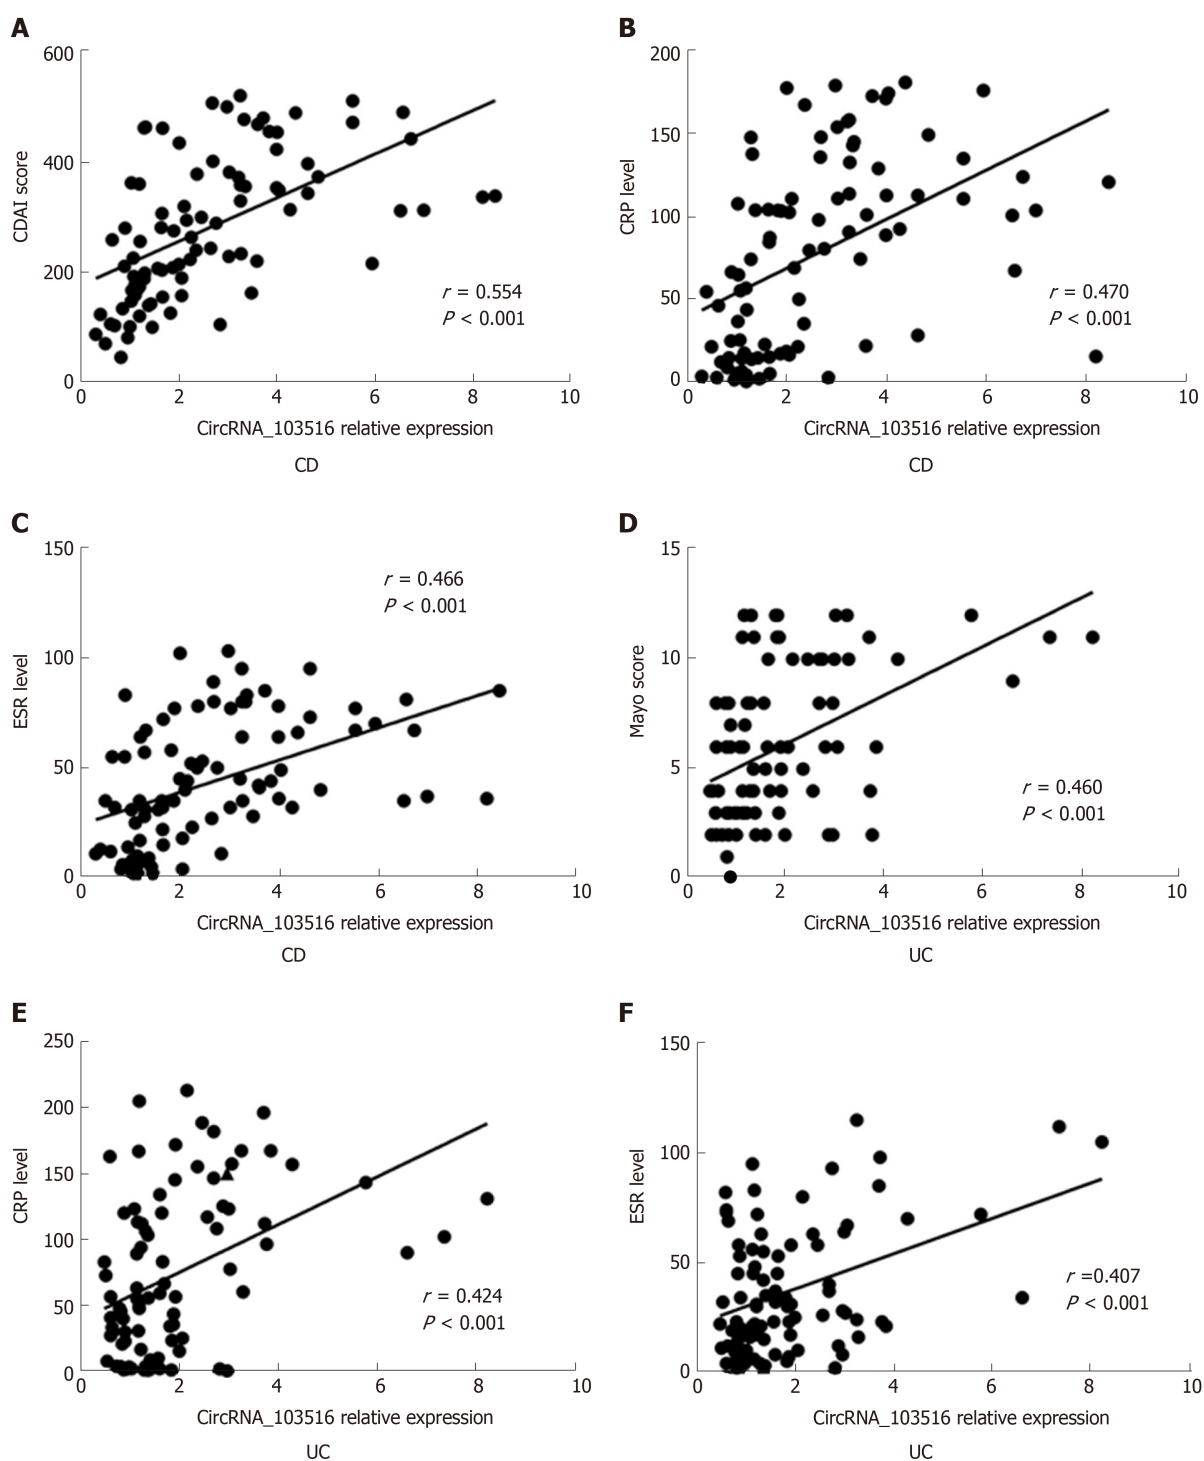 A
600
400
200
0
0 2 4 6 8 10
CDAI score
r = 0.554
P < 0.001
CircRNA_103516 relative expression
CD
B
200
150
100
50
0
0 2 4 6 8 10
CRP level
r = 0.470
P < 0.001
CircRNA_103516 relative expression
CD
C
150
100
50
0
0 2 4 6 8 10
ESR level
r = 0.466
P < 0.001
CircRNA_103516 relative expression
CD
D
15
10
5
0
0 2 4 6 8 10
Mayo score
r = 0.460
P < 0.001
CircRNA_103516 relative expression
UC
E
250
200
150
100
50
0
0 2 4 6 8 10
CRP level
r = 0.424
P < 0.001
CircRNA_103516 relative expression
UC
F
150
100
50
0
0 2 4 6 8 10
ESR level
r =0.407
P < 0.001
CircRNA_103516 relative expression
UC